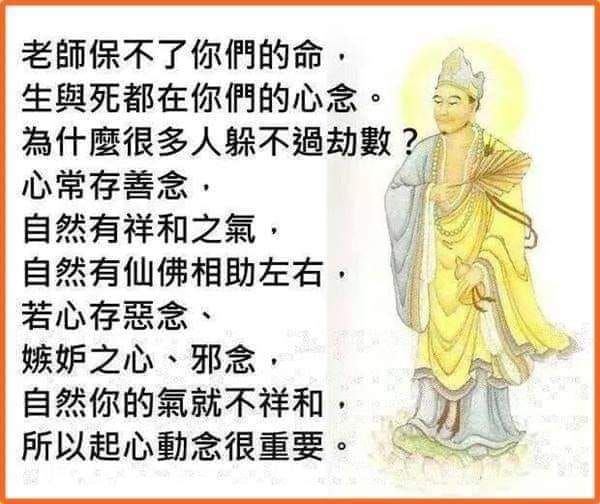 老師保不了你們的命，
生與死都在你們的心念。
為什麼很多人躲不過劫數？
心常存善念，
自然有祥和之氣，
自然有仙佛相助左右，
若心存惡念、
嫉妒之心、邪念，
自然你的氣就不祥和，
所以起心動念很重要。